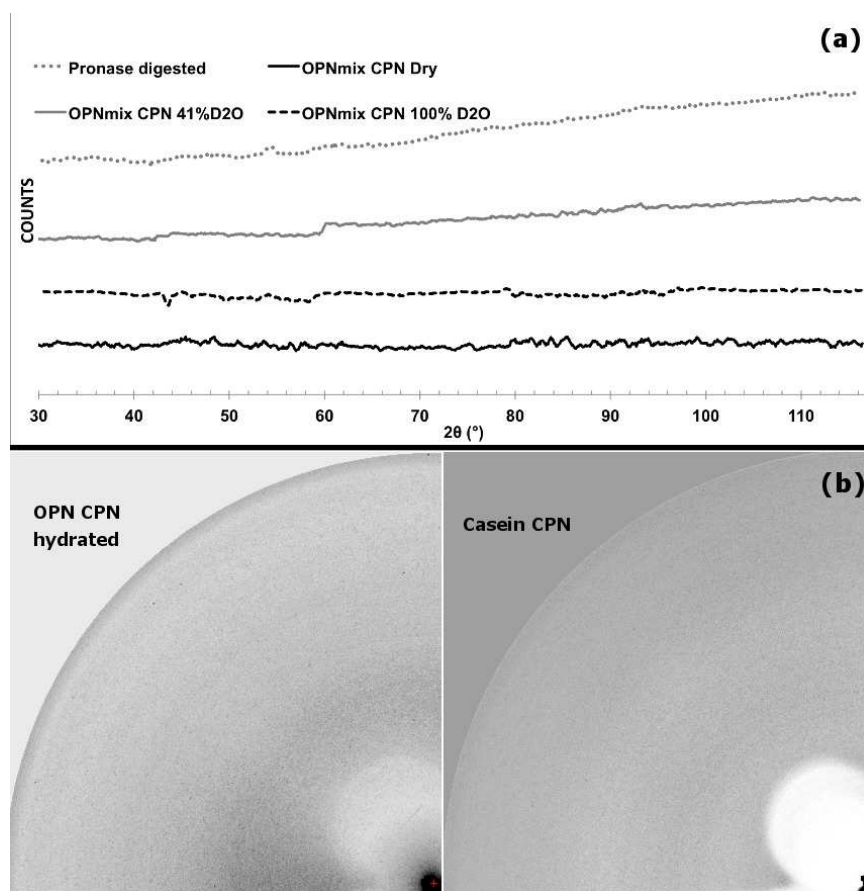 (a)
Pronase digested
OPNmix CPN Dry
OPNmix CPN 41%D2O
OPNmix CPN 100% D2O
COUNTS
30 40 50 60 70 80 90 100 110
2θ (°)
OPN CPN
hydrated
Casein CPN
(b)